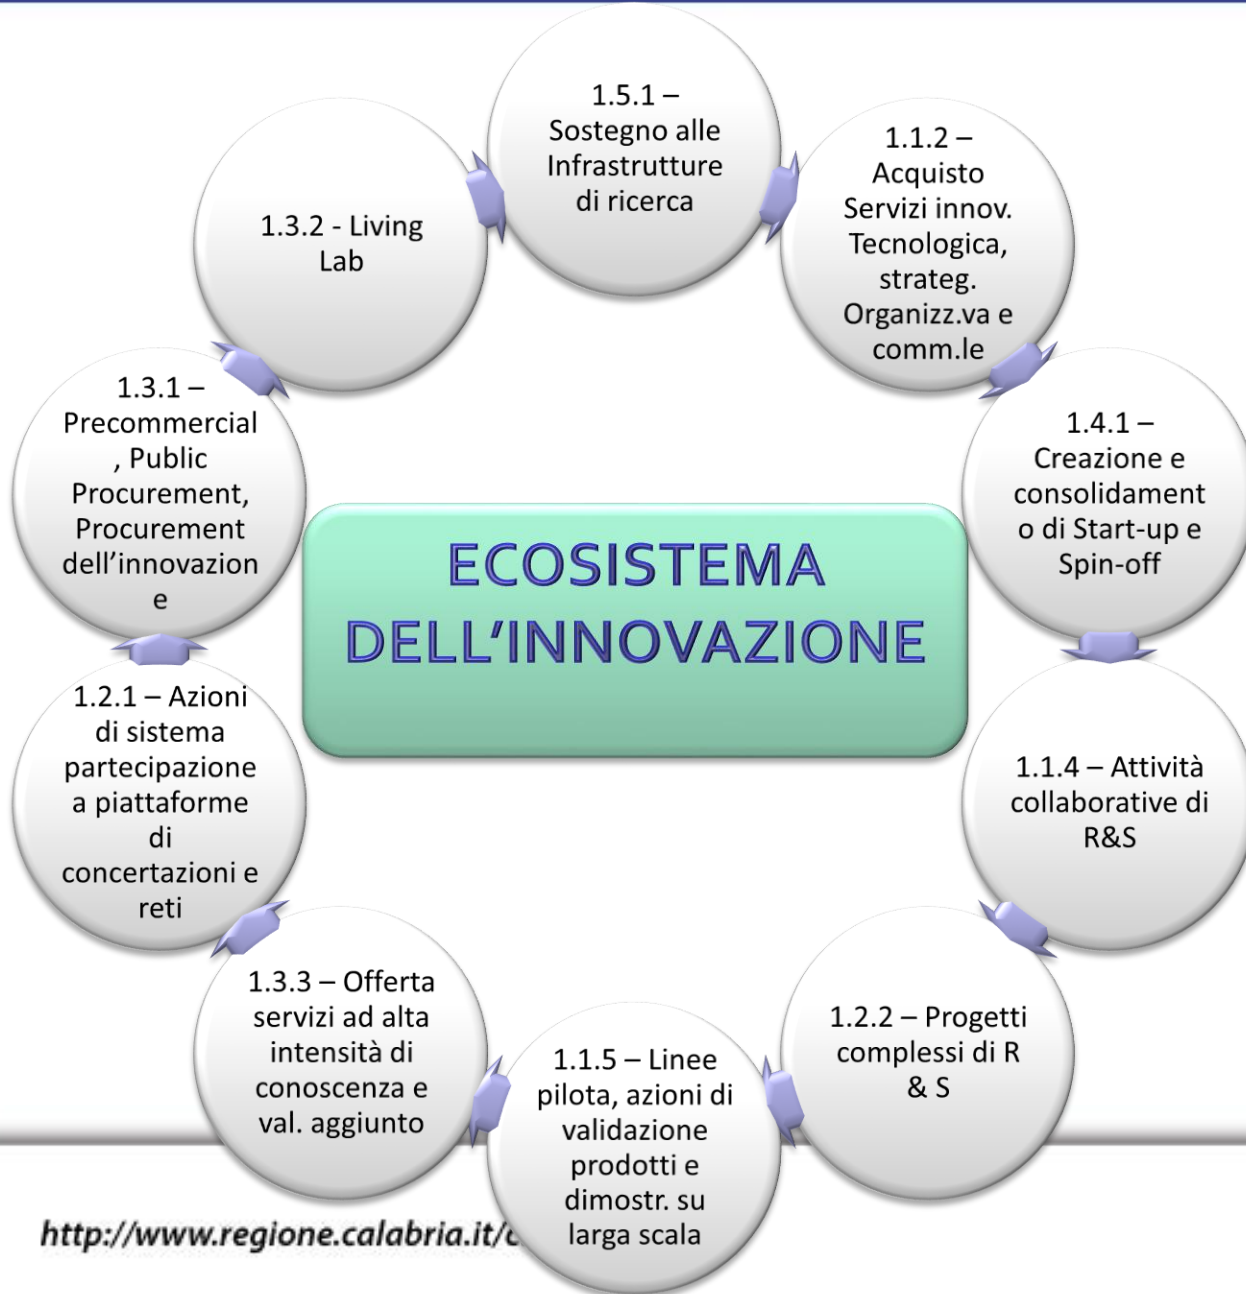 1.5.1 –
Sostegno alle
Infrastrutture
di ricerca
1.1.2 –
Acquisto
Servizi innov.
Tecnologica,
strateg.
Organizz.va e
comm.le
1.4.1 –
Creazione e
consolidament
o di Start-up e
Spin-off
1.1.4 – Attività
collaborative di
R&S
1.2.2 – Progetti
complessi di R
& S
1.1.5 – Linee
pilota, azioni di
validazione
prodotti e
dimostr. su
larga scala
1.3.3 – Offerta
servizi ad alta
intensità di
conoscenza e
val. aggiunto
1.2.1 – Azioni
di sistema
partecipazione
a piattaforme
di
concertazioni e
reti
1.3.1 –
Precommercial
, Public
Procurement,
Procurement
dell’innovazion
e
1.3.2 - Living
Lab
ECOSISTEMA
DELL’INNOVAZIONE
http://www.regione.calabria.it/